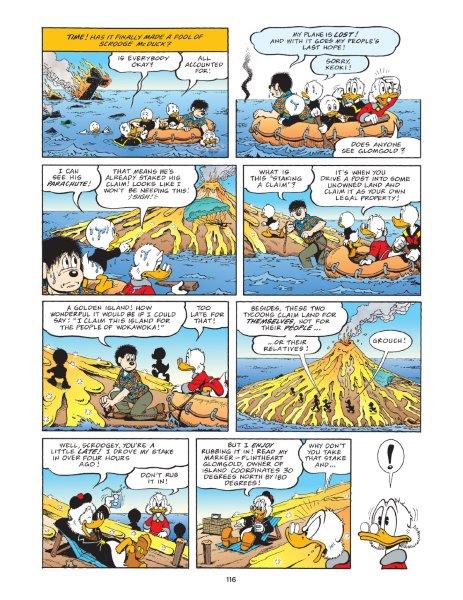 TIME! HAS IT FINALLY MADE A FOOL OF
SCROOGE McDUCK?
IS EVERYBODY
OKAY?
ALL
ACCOUNTED
FOR!
MY PLANE IS LOST!
AND WITH IT GOES MY PEOPLE'S
LAST HOPE!
SORRY,
KEOKI!
DOES ANYONE
SEE GLOMGOLD?
I CAN
SEE HIS
PARACHUTE!
THAT MEANS HE'S
ALREADY STAKED HIS
CLAIM! LOOKS LIKE I
WON'T BE NEEDING THIS!
(SIGH!)
WHAT IS
THIS "STAKING
A CLAIM"?
IT'S WHEN YOU
DRIVE A POST INTO SOME
UNOWNED LAND AND
CLAIM IT AS YOUR OWN
LEGAL PROPERTY!
A GOLDEN ISLAND! HOW
WONDERFUL IT WOULD BE IF I COULD
SAY: "I CLAIM THIS ISLAND FOR
THE PEOPLE OF WOKAWOKA!"
TOO
LATE FOR
THAT!
BESIDES, THESE TWO
TYCOONS CLAIM LAND FOR
THEMSELVES, NOT FOR
THEIR PEOPLE...
...OR THEIR
RELATIVES!
GROUCH!
WELL, SCROOGEY, YOU'RE A
LITTLE LATE! I DROVE MY STAKE
IN OVER FOUR HOURS
AGO!
DON'T RUB
IT IN!
BUT I ENJOY
RUBBING IT IN! READ MY
MARKER – FLINTHEART
GLOMGOLD, OWNER OF
ISLAND COORDINATES 30
DEGREES NORTH BY 180
DEGREES!
WHY DON'T
YOU TAKE THAT
STAKE AND...
!
116